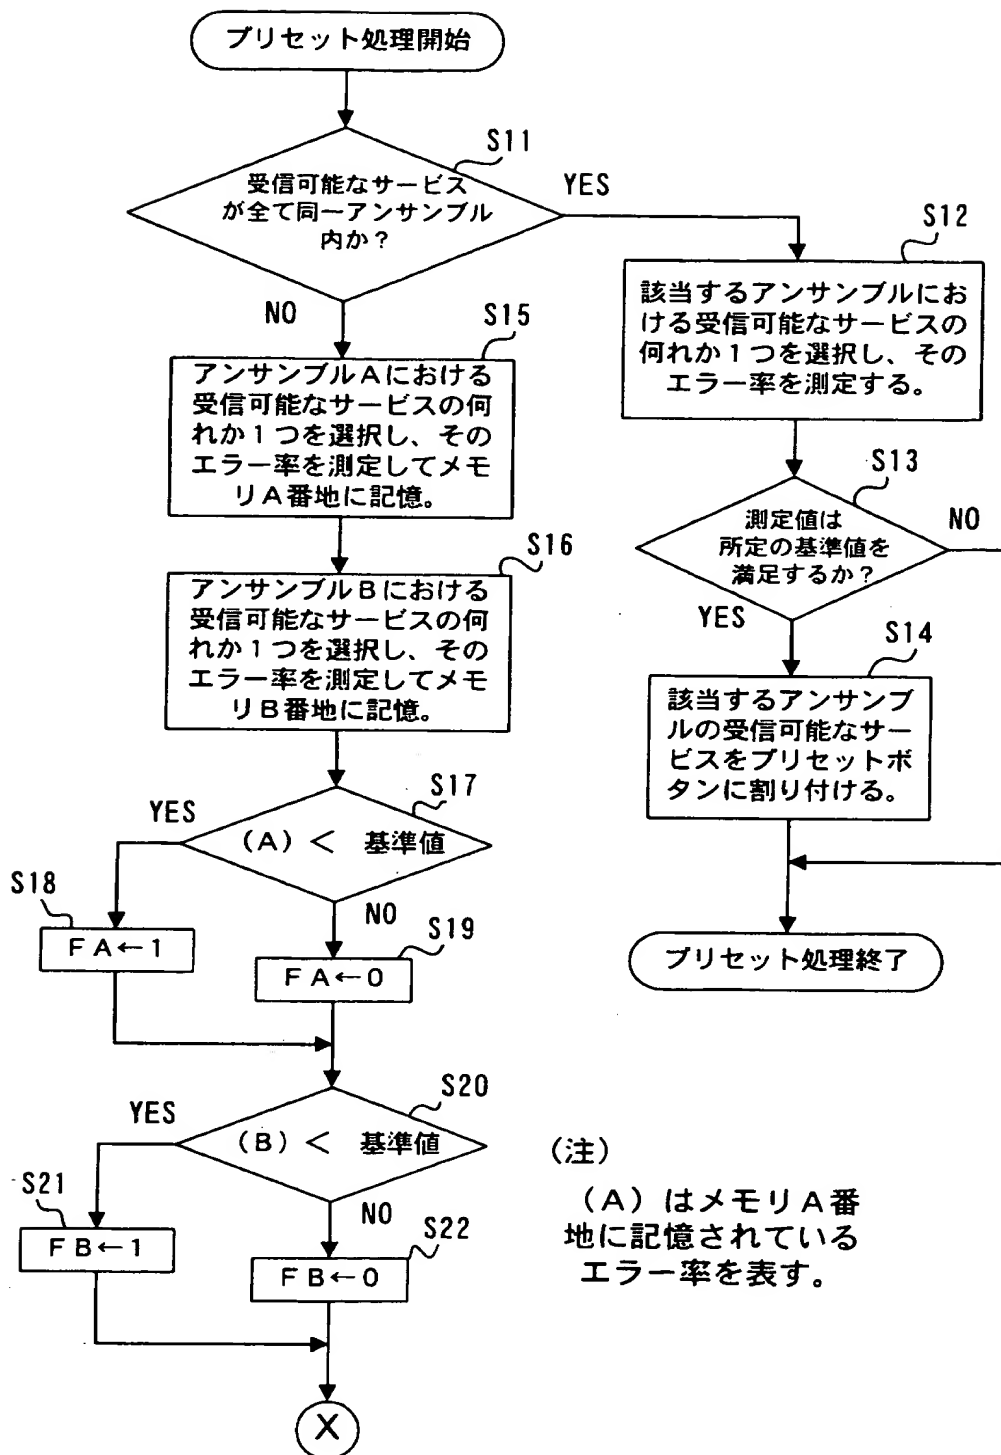 プリセット処理開始
S11
受信可能なサービス
が全て同一アンサンブル
内か？
YES
NO
S12
該当するアンサンブルにお
ける受信可能なサービスの
何れか１つを選択し、その
エラー率を測定する。
S13
測定値は
所定の基準値を
満足するか？
NO
YES
S14
該当するアンサンブ
ルの受信可能なサー
ビスをプリセットボ
タンに割り付ける。
プリセット処理終了
S15
アンサンブルＡにおける
受信可能なサービスの何
れか１つを選択し、その
エラー率を測定してメモ
リＡ番地に記憶。
S16
アンサンブルＢにおける
受信可能なサービスの何
れか１つを選択し、その
エラー率を測定してメモ
リＢ番地に記憶。
S17
YES
（Ａ）＜ 基準値
NO
S18
ＦＡ←１
S19
ＦＡ←０
S20
YES
（Ｂ）＜ 基準値
NO
S21
ＦＢ←１
S22
ＦＢ←０
X
（注）
（Ａ）はメモリＡ番
地に記憶されている
エラー率を表す。